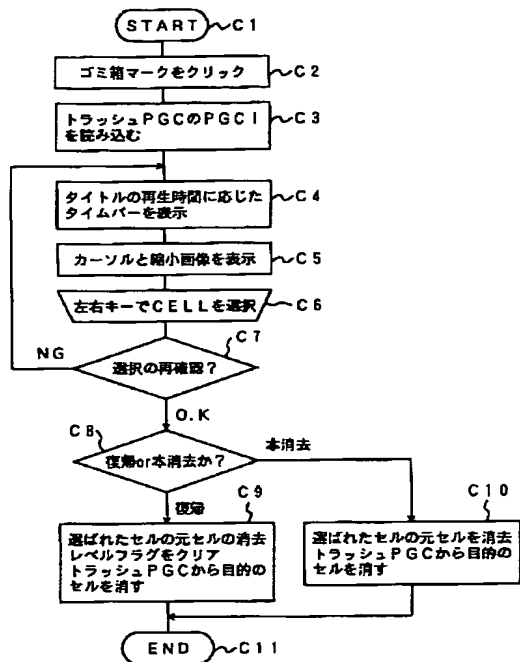 START C1
ゴミ箱マークをクリック C2
トラッシュPGCのPGCI
を読み込む C3
タイトルの再生時間に応じた
タイムバーを表示 C4
カーソルと縮小画像を表示 C5
左右キーでCELLを選択 C6
NG
C7
選択の再確認?
O.K
C8
復帰or本消去か?
本消去
復帰
C9
選ばれたセルの元セルの消去
レベルフラグをクリア
トラッシュPGCから目的の
セルを消す
C10
選ばれたセルの元セルを消去
トラッシュPGCから目的の
セルを消す
END C11